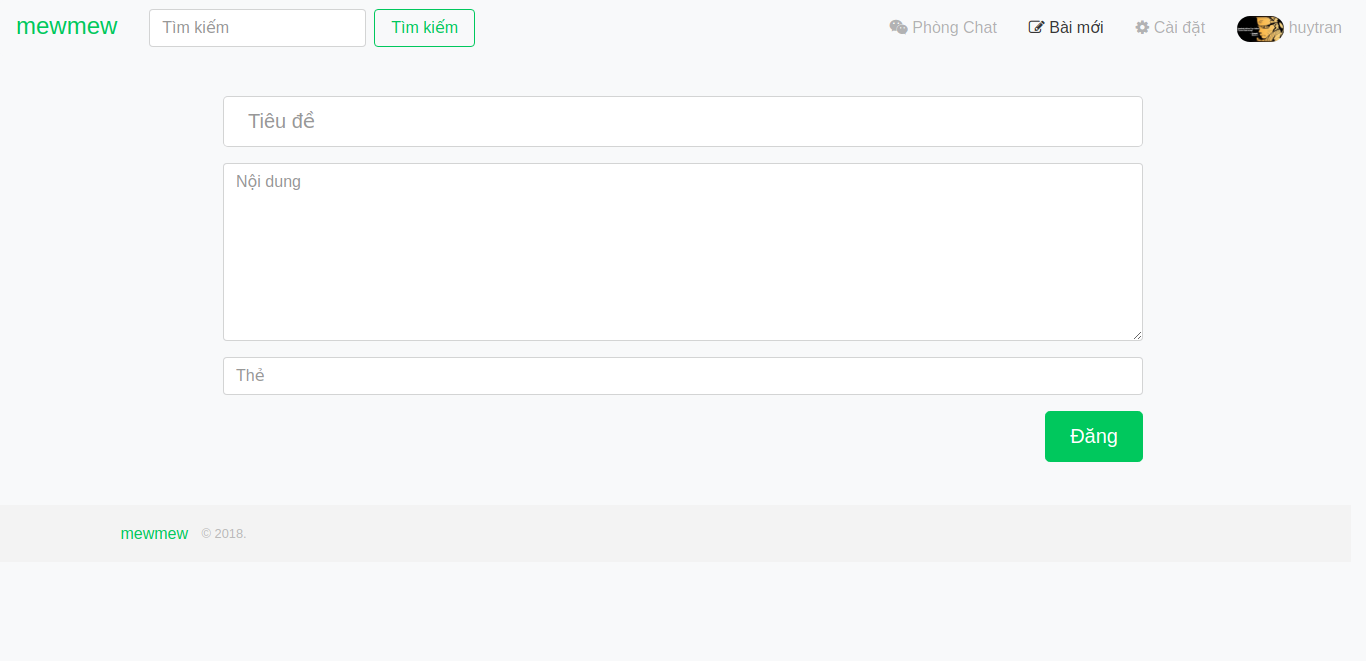 mewmew Tìm kiếm Tìm kiếm Phòng Chat Bài mới Cài đặt huytran
Tiêu đề
Nội dung
Thẻ
Đăng
mewmew © 2018.